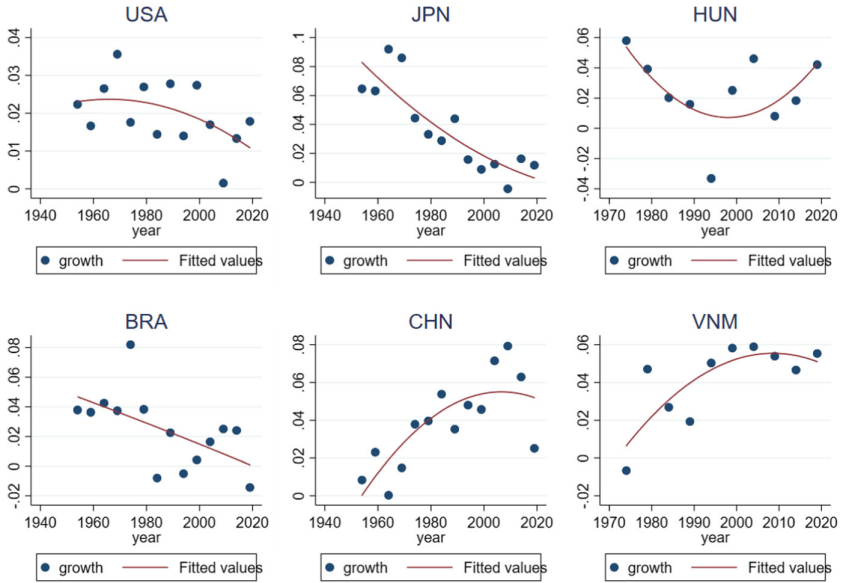 USA
.04
.03
.02
.01
0
1940 1960 1980 2000 2020
year
growth Fitted values
JPN
.1
.08
.06
.04
.02
0
1940 1960 1980 2000 2020
year
growth Fitted values
HUN
.06
.04
.02
0
-.02
-.04
1970 1980 1990 2000 2010 2020
year
growth Fitted values
BRA
.08
.06
.04
.02
0
-.02
1940 1960 1980 2000 2020
year
growth Fitted values
CHN
.08
.06
.04
.02
0
1940 1960 1980 2000 2020
year
growth Fitted values
VNM
.06
.04
.02
0
-.02
1970 1980 1990 2000 2010 2020
year
growth Fitted values